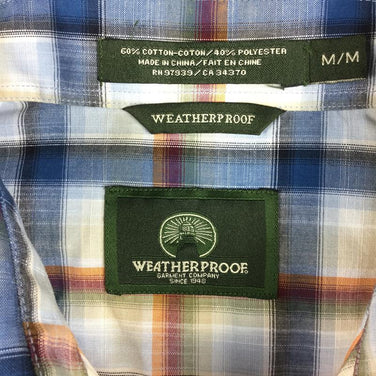 60% COTTON-COTON/40% POLYESTER
MADE IN CHINA/FAIT EN CHINE
RN 97939/CA 34370
M/M
WEATHERPROOF
WEATHERPROOF®
GARMENT COMPANY
SINCE 1948